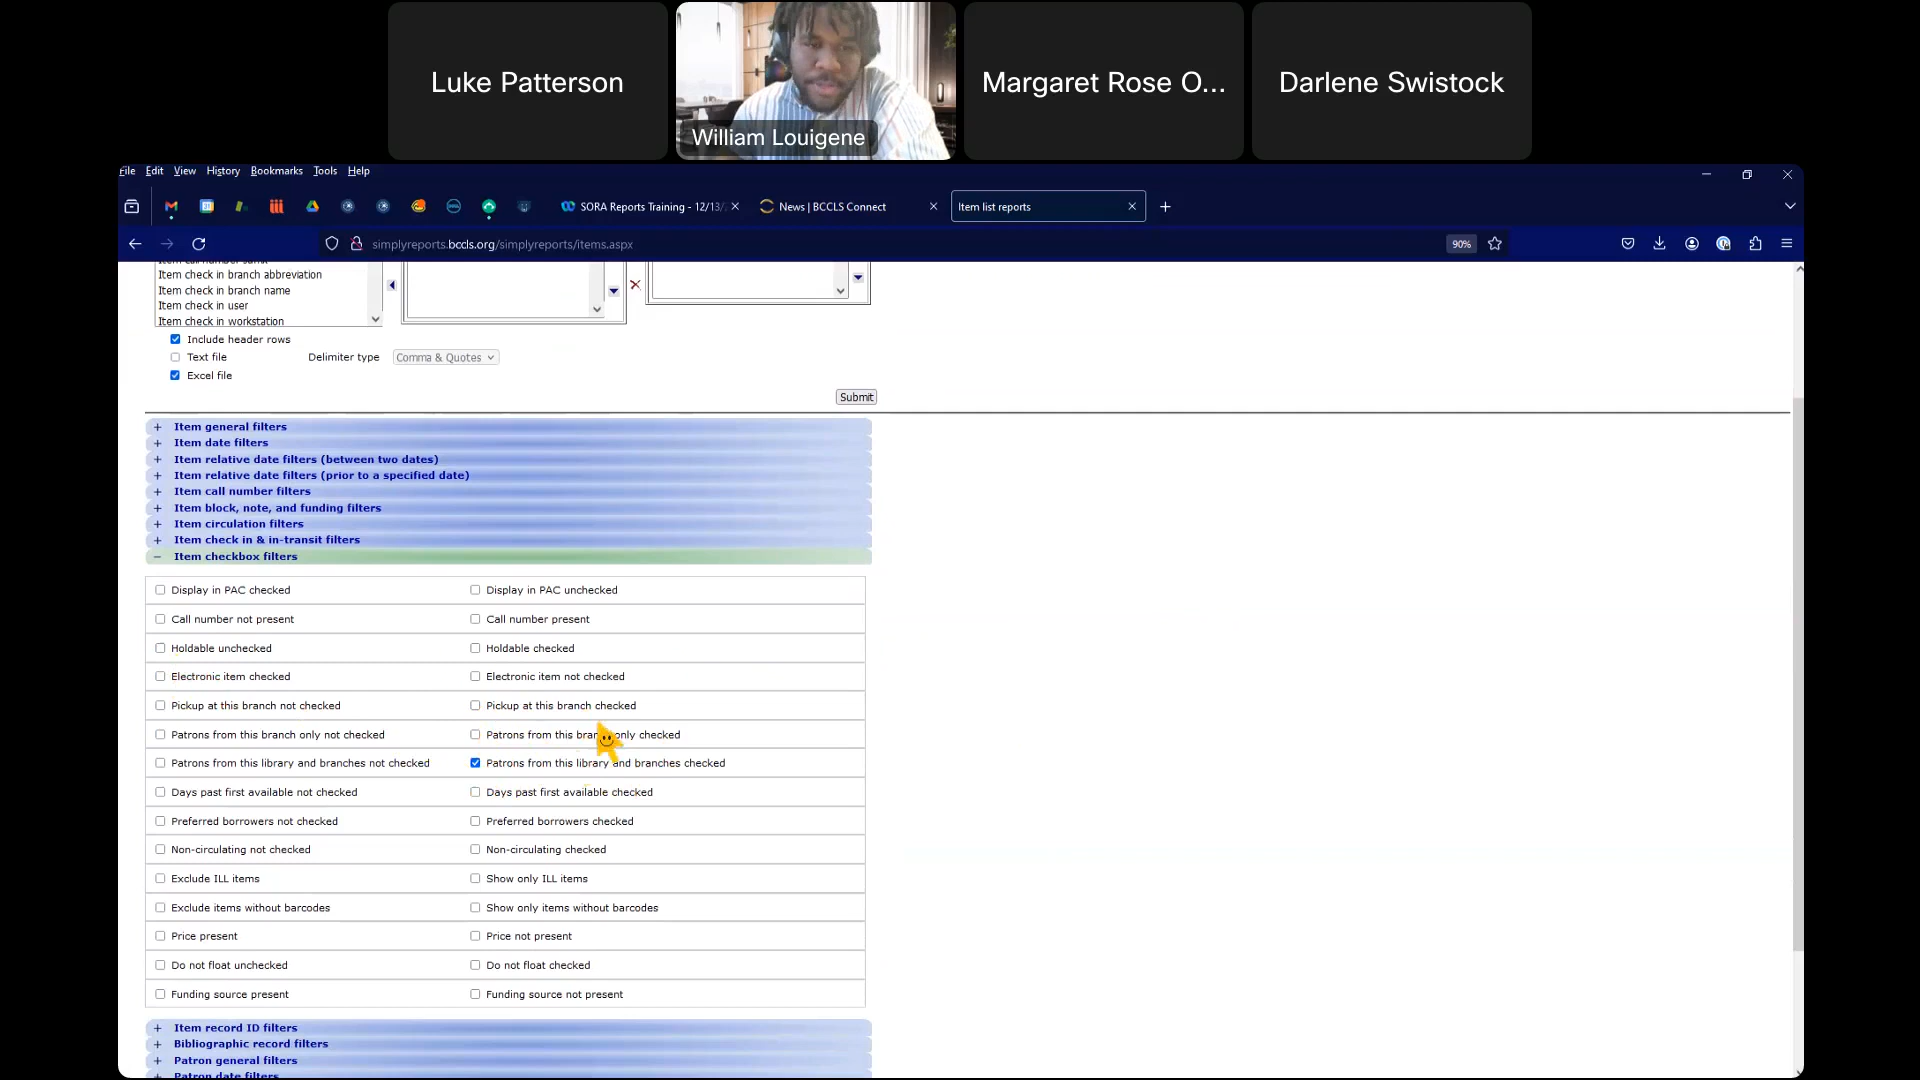 Luke Patterson
William Louigene
Margaret Rose O...
Darlene Swistock
File Edit View History Bookmarks Tools Help
SORA Reports Training - 12/13/
News | BCCLS Connect
Item list reports
simplyreports.bccls.org/simplyreports/items.aspx
90%
Item check in branch abbreviation
Item check in branch name
Item check in user
Item check in workstation
Include header rows
Text file Delimiter type Comma & Quotes
Excel file
Submit
+ Item general filters
+ Item date filters
+ Item relative date filters (between two dates)
+ Item relative date filters (prior to a specified date)
+ Item call number filters
+ Item block, note, and funding filters
+ Item circulation filters
+ Item check in & in-transit filters
− Item checkbox filters
Display in PAC checked Display in PAC unchecked
Call number not present Call number present
Holdable unchecked Holdable checked
Electronic item checked Electronic item not checked
Pickup at this branch not checked Pickup at this branch checked
Patrons from this branch only not checked Patrons from this branch only checked
Patrons from this library and branches not checked Patrons from this library and branches checked
Days past first available not checked Days past first available checked
Preferred borrowers not checked Preferred borrowers checked
Non-circulating not checked Non-circulating checked
Exclude ILL items Show only ILL items
Exclude items without barcodes Show only items without barcodes
Price present Price not present
Do not float unchecked Do not float checked
Funding source present Funding source not present
+ Item record ID filters
+ Bibliographic record filters
+ Patron general filters
+ Patron date filters